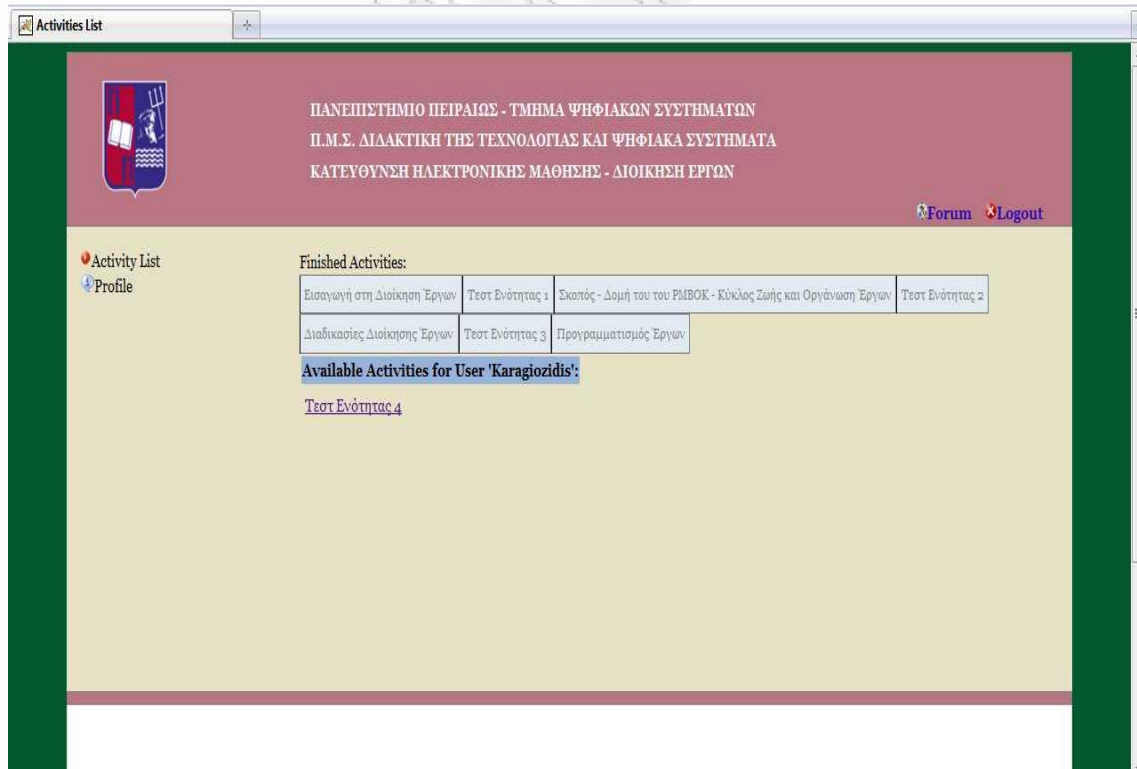 Activities List
ΠΑΝΕΠΙΣΤΗΜΙΟ ΠΕΙΡΑΙΩΣ - ΤΜΗΜΑ ΨΗΦΙΑΚΩΝ ΣΥΣΤΗΜΑΤΩΝ
Π.Μ.Σ. ΔΙΔΑΚΤΙΚΗ ΤΗΣ ΤΕΧΝΟΛΟΓΙΑΣ ΚΑΙ ΨΗΦΙΑΚΑ ΣΥΣΤΗΜΑΤΑ
ΚΑΤΕΥΘΥΝΣΗ ΗΛΕΚΤΡΟΝΙΚΗΣ ΜΑΘΗΣΗΣ - ΔΙΟΙΚΗΣΗ ΕΡΓΩΝ
Forum Logout
Activity List
Profile
Finished Activities:
Εισαγωγή στη Διοίκηση Έργων Τεστ Ενότητας 1 Σκοπός - Δομή του του PMBOK - Κύκλος Ζωής και Οργάνωση Έργων Τεστ Ενότητας 2
Διαδικασίες Διοίκησης Έργων Τεστ Ενότητας 3 Προγραμματισμός Έργων
Available Activities for User 'Karagiozidis':
Τεστ Ενότητας 4